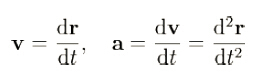 v = dr/dt, a = dv/dt = d²r/dt²